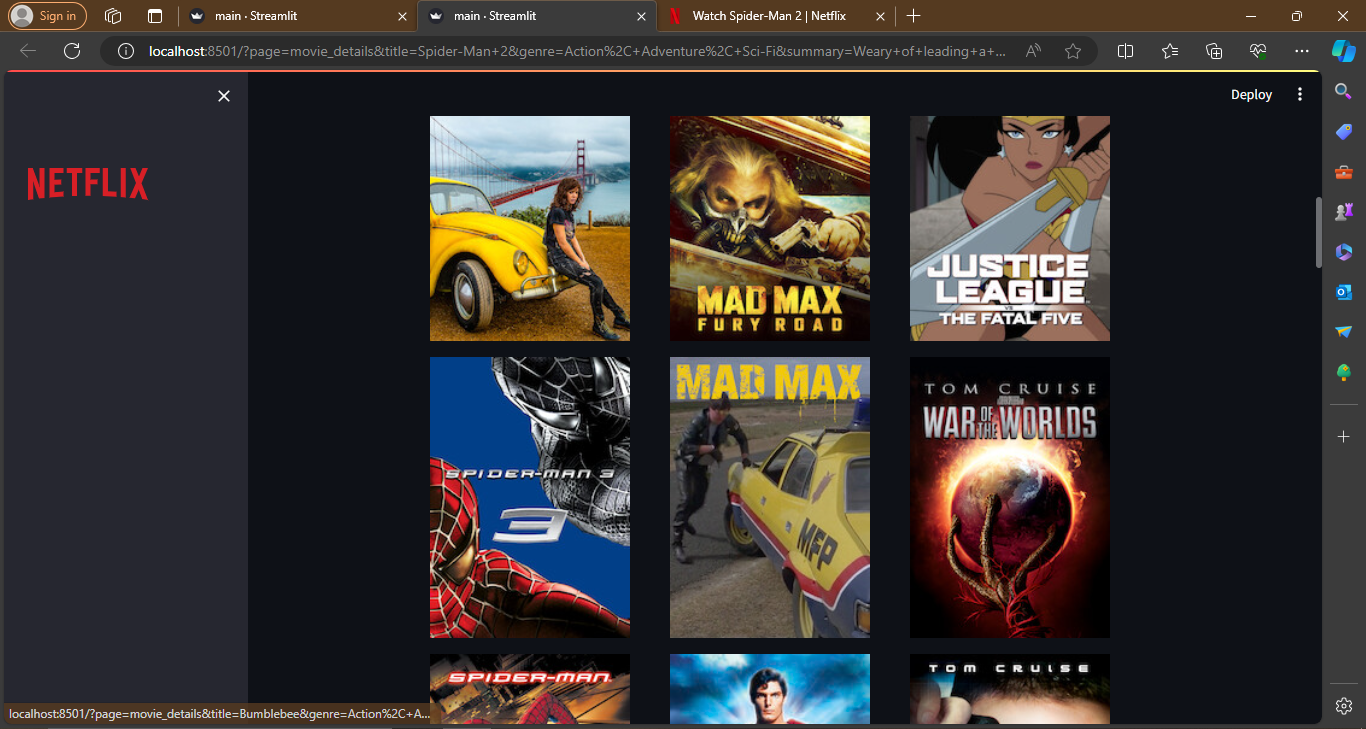 Sign in
main · Streamlit
main · Streamlit
Watch Spider-Man 2 | Netflix
localhost:8501/?page=movie_details&title=Spider-Man+2&genre=Action%2C+Adventure%2C+Sci-Fi&summary=Weary+of+leading+a+...
Deploy
NETFLIX
MAD MAX
FURY ROAD
JUSTICE
LEAGUE
THE FATAL FIVE
SPIDER-MAN 3
3
MAD MAX
MFP
TOM CRUISE
WAR OF THE WORLDS
SPIDER-MAN
TOM CRUISE
localhost:8501/?page=movie_details&title=Bumblebee&genre=Action%2C+A...